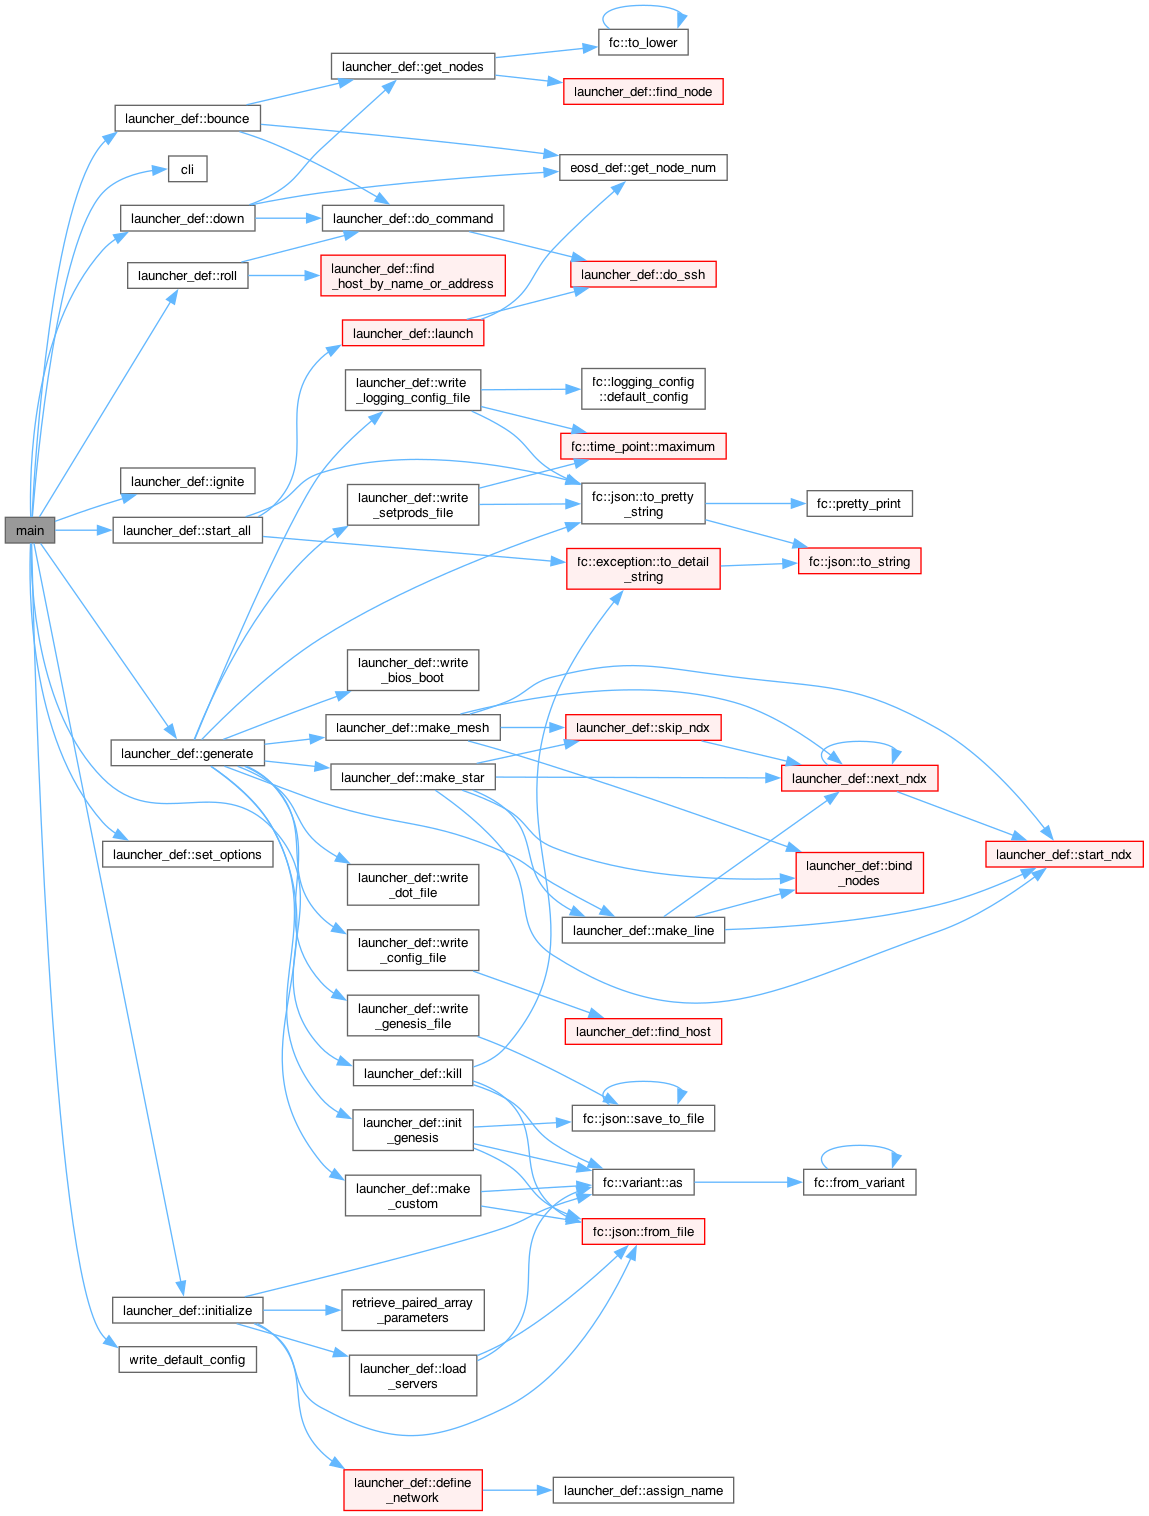 fc::to_lower
launcher_def::get_nodes
launcher_def::find_node
launcher_def::bounce
cli
eosd_def::get_node_num
launcher_def::down
launcher_def::do_command
launcher_def::roll
launcher_def::find
_host_by_name_or_address
launcher_def::do_ssh
launcher_def::launch
launcher_def::write
_logging_config_file
fc::logging_config
::default_config
fc::time_point::maximum
launcher_def::ignite
launcher_def::write
_setprods_file
fc::json::to_pretty
_string
fc::pretty_print
main
launcher_def::start_all
fc::exception::to_detail
_string
fc::json::to_string
launcher_def::write
_bios_boot
launcher_def::make_mesh
launcher_def::skip_ndx
launcher_def::generate
launcher_def::make_star
launcher_def::next_ndx
launcher_def::set_options
launcher_def::start_ndx
launcher_def::write
_dot_file
launcher_def::bind
_nodes
launcher_def::make_line
launcher_def::write
_config_file
launcher_def::write
_genesis_file
launcher_def::find_host
launcher_def::kill
launcher_def::init
_genesis
fc::json::save_to_file
launcher_def::make
_custom
fc::variant::as
fc::from_variant
fc::json::from_file
launcher_def::initialize
retrieve_paired_array
_parameters
write_default_config
launcher_def::load
_servers
launcher_def::define
_network
launcher_def::assign_name